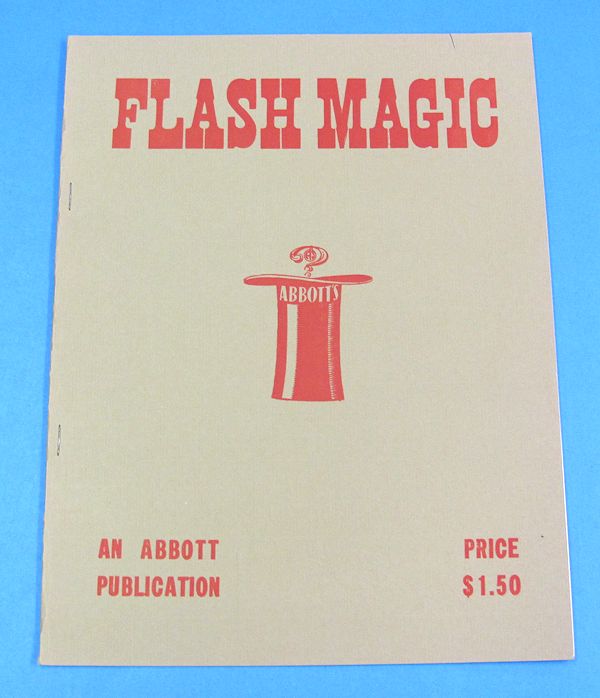 FLASH MAGIC
ABBOTT'S
AN ABBOTT
PUBLICATION
PRICE
$1.50